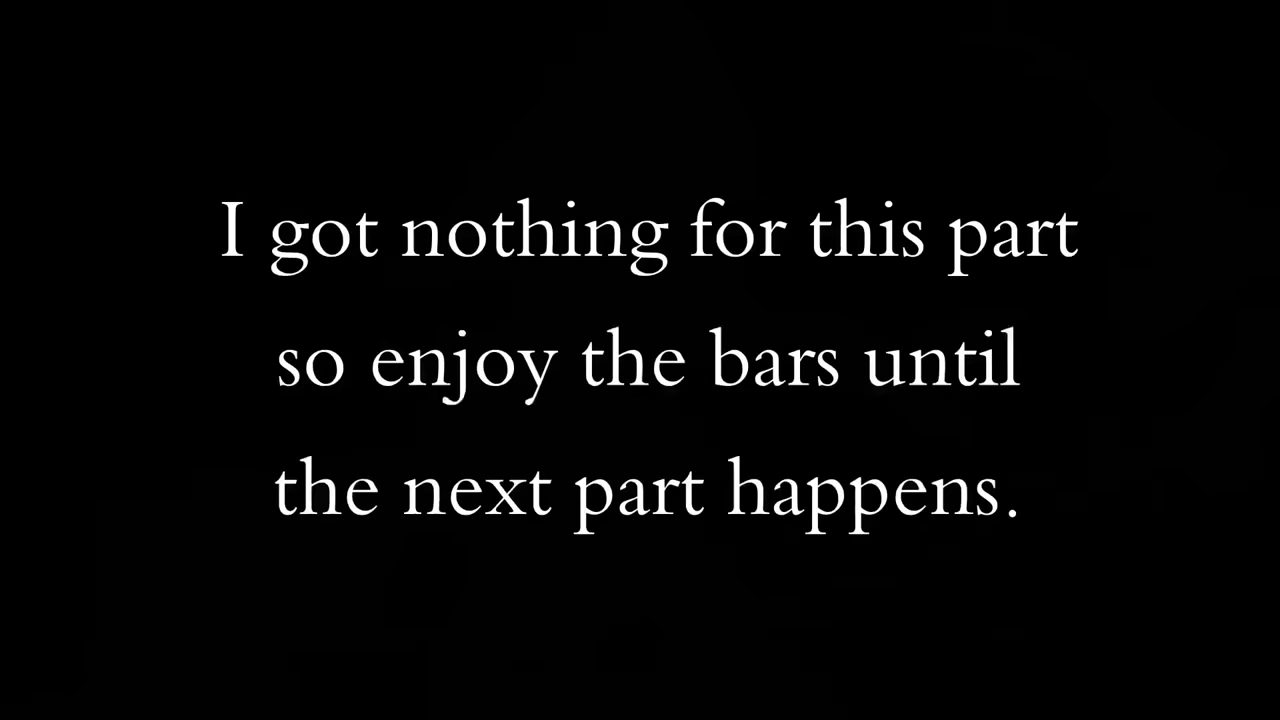 I got nothing for this part
so enjoy the bars until
the next part happens.